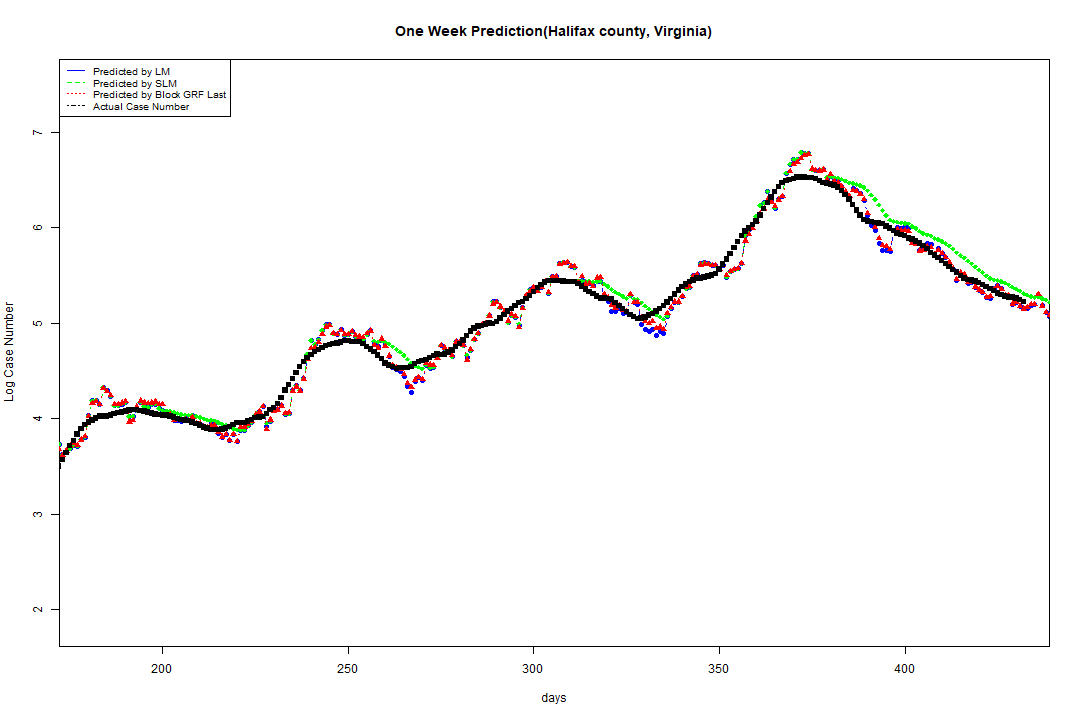 One Week Prediction(Halifax county, Virginia)
Predicted by LM
Predicted by SLM
Predicted by Block GRF Last
Actual Case Number
7
6
5
4
3
2
Log Case Number
200 250 300 350 400
days